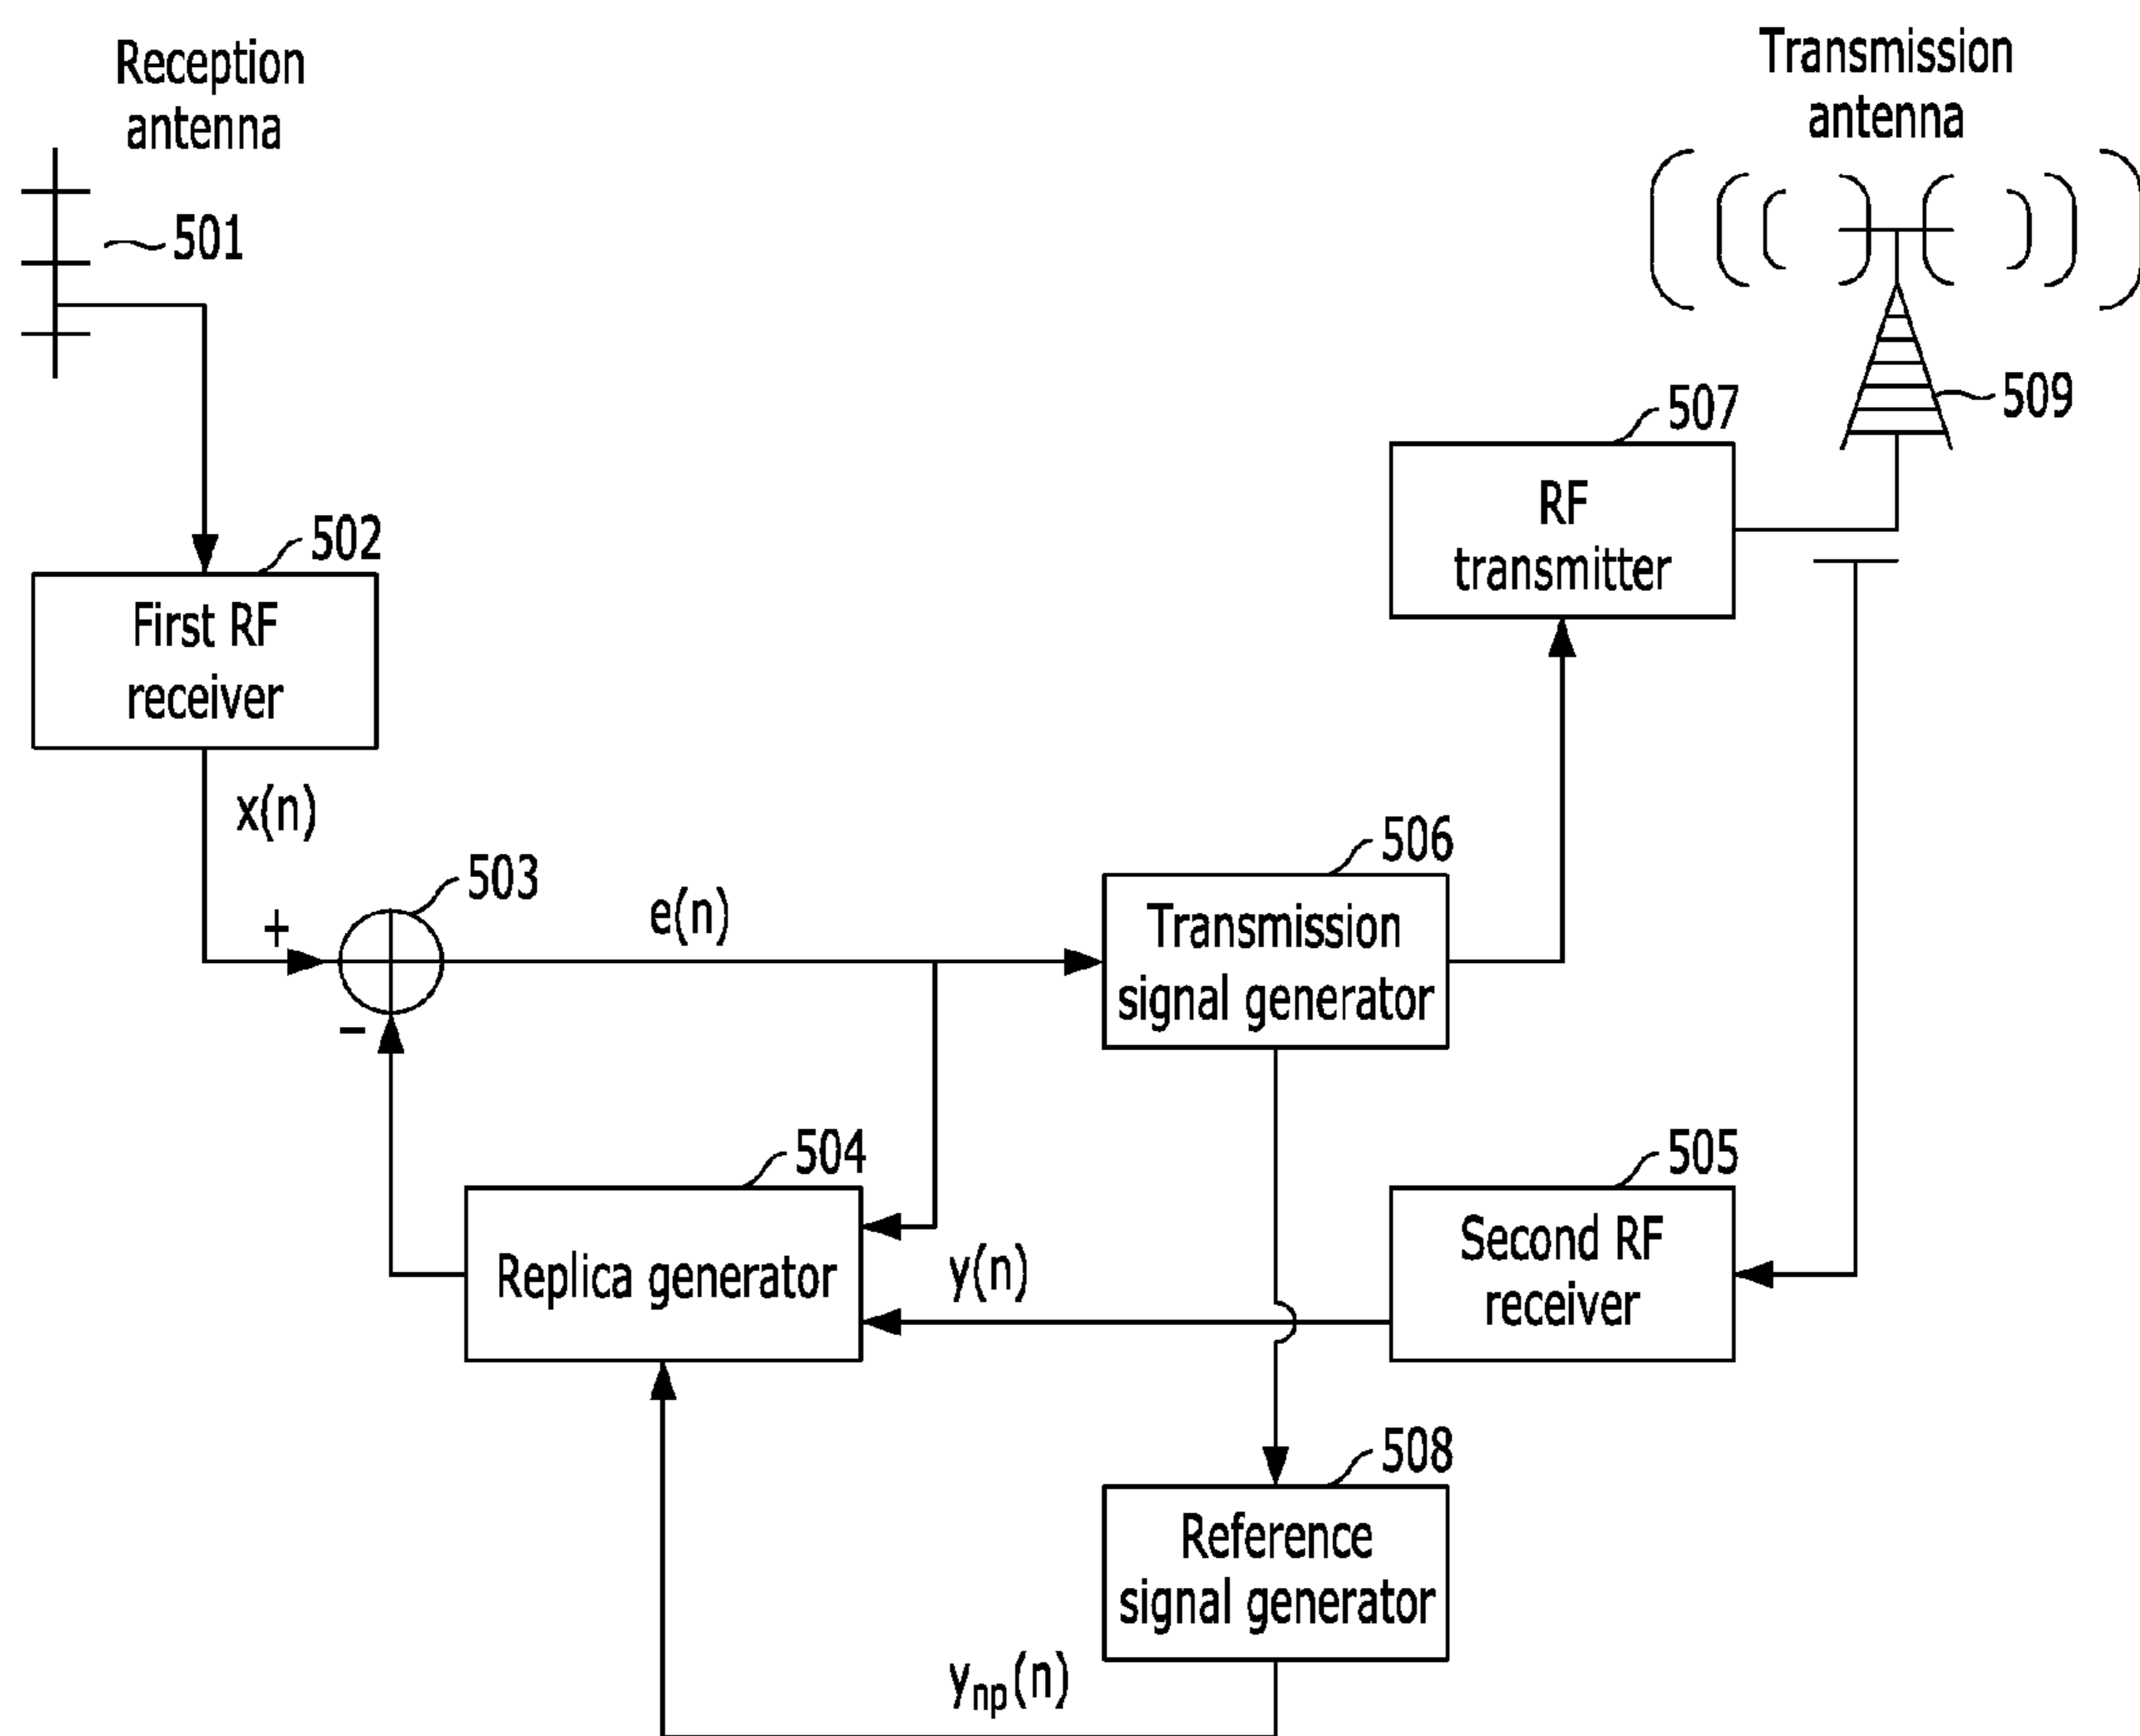 Reception
antenna
Transmission
antenna
501
507
509
RF
transmitter
502
First RF
receiver
x(n)
503
+
−
e(n)
506
Transmission
signal generator
504
Replica generator
y(n)
505
Second RF
receiver
508
Reference
signal generator
yₙₚ(n)